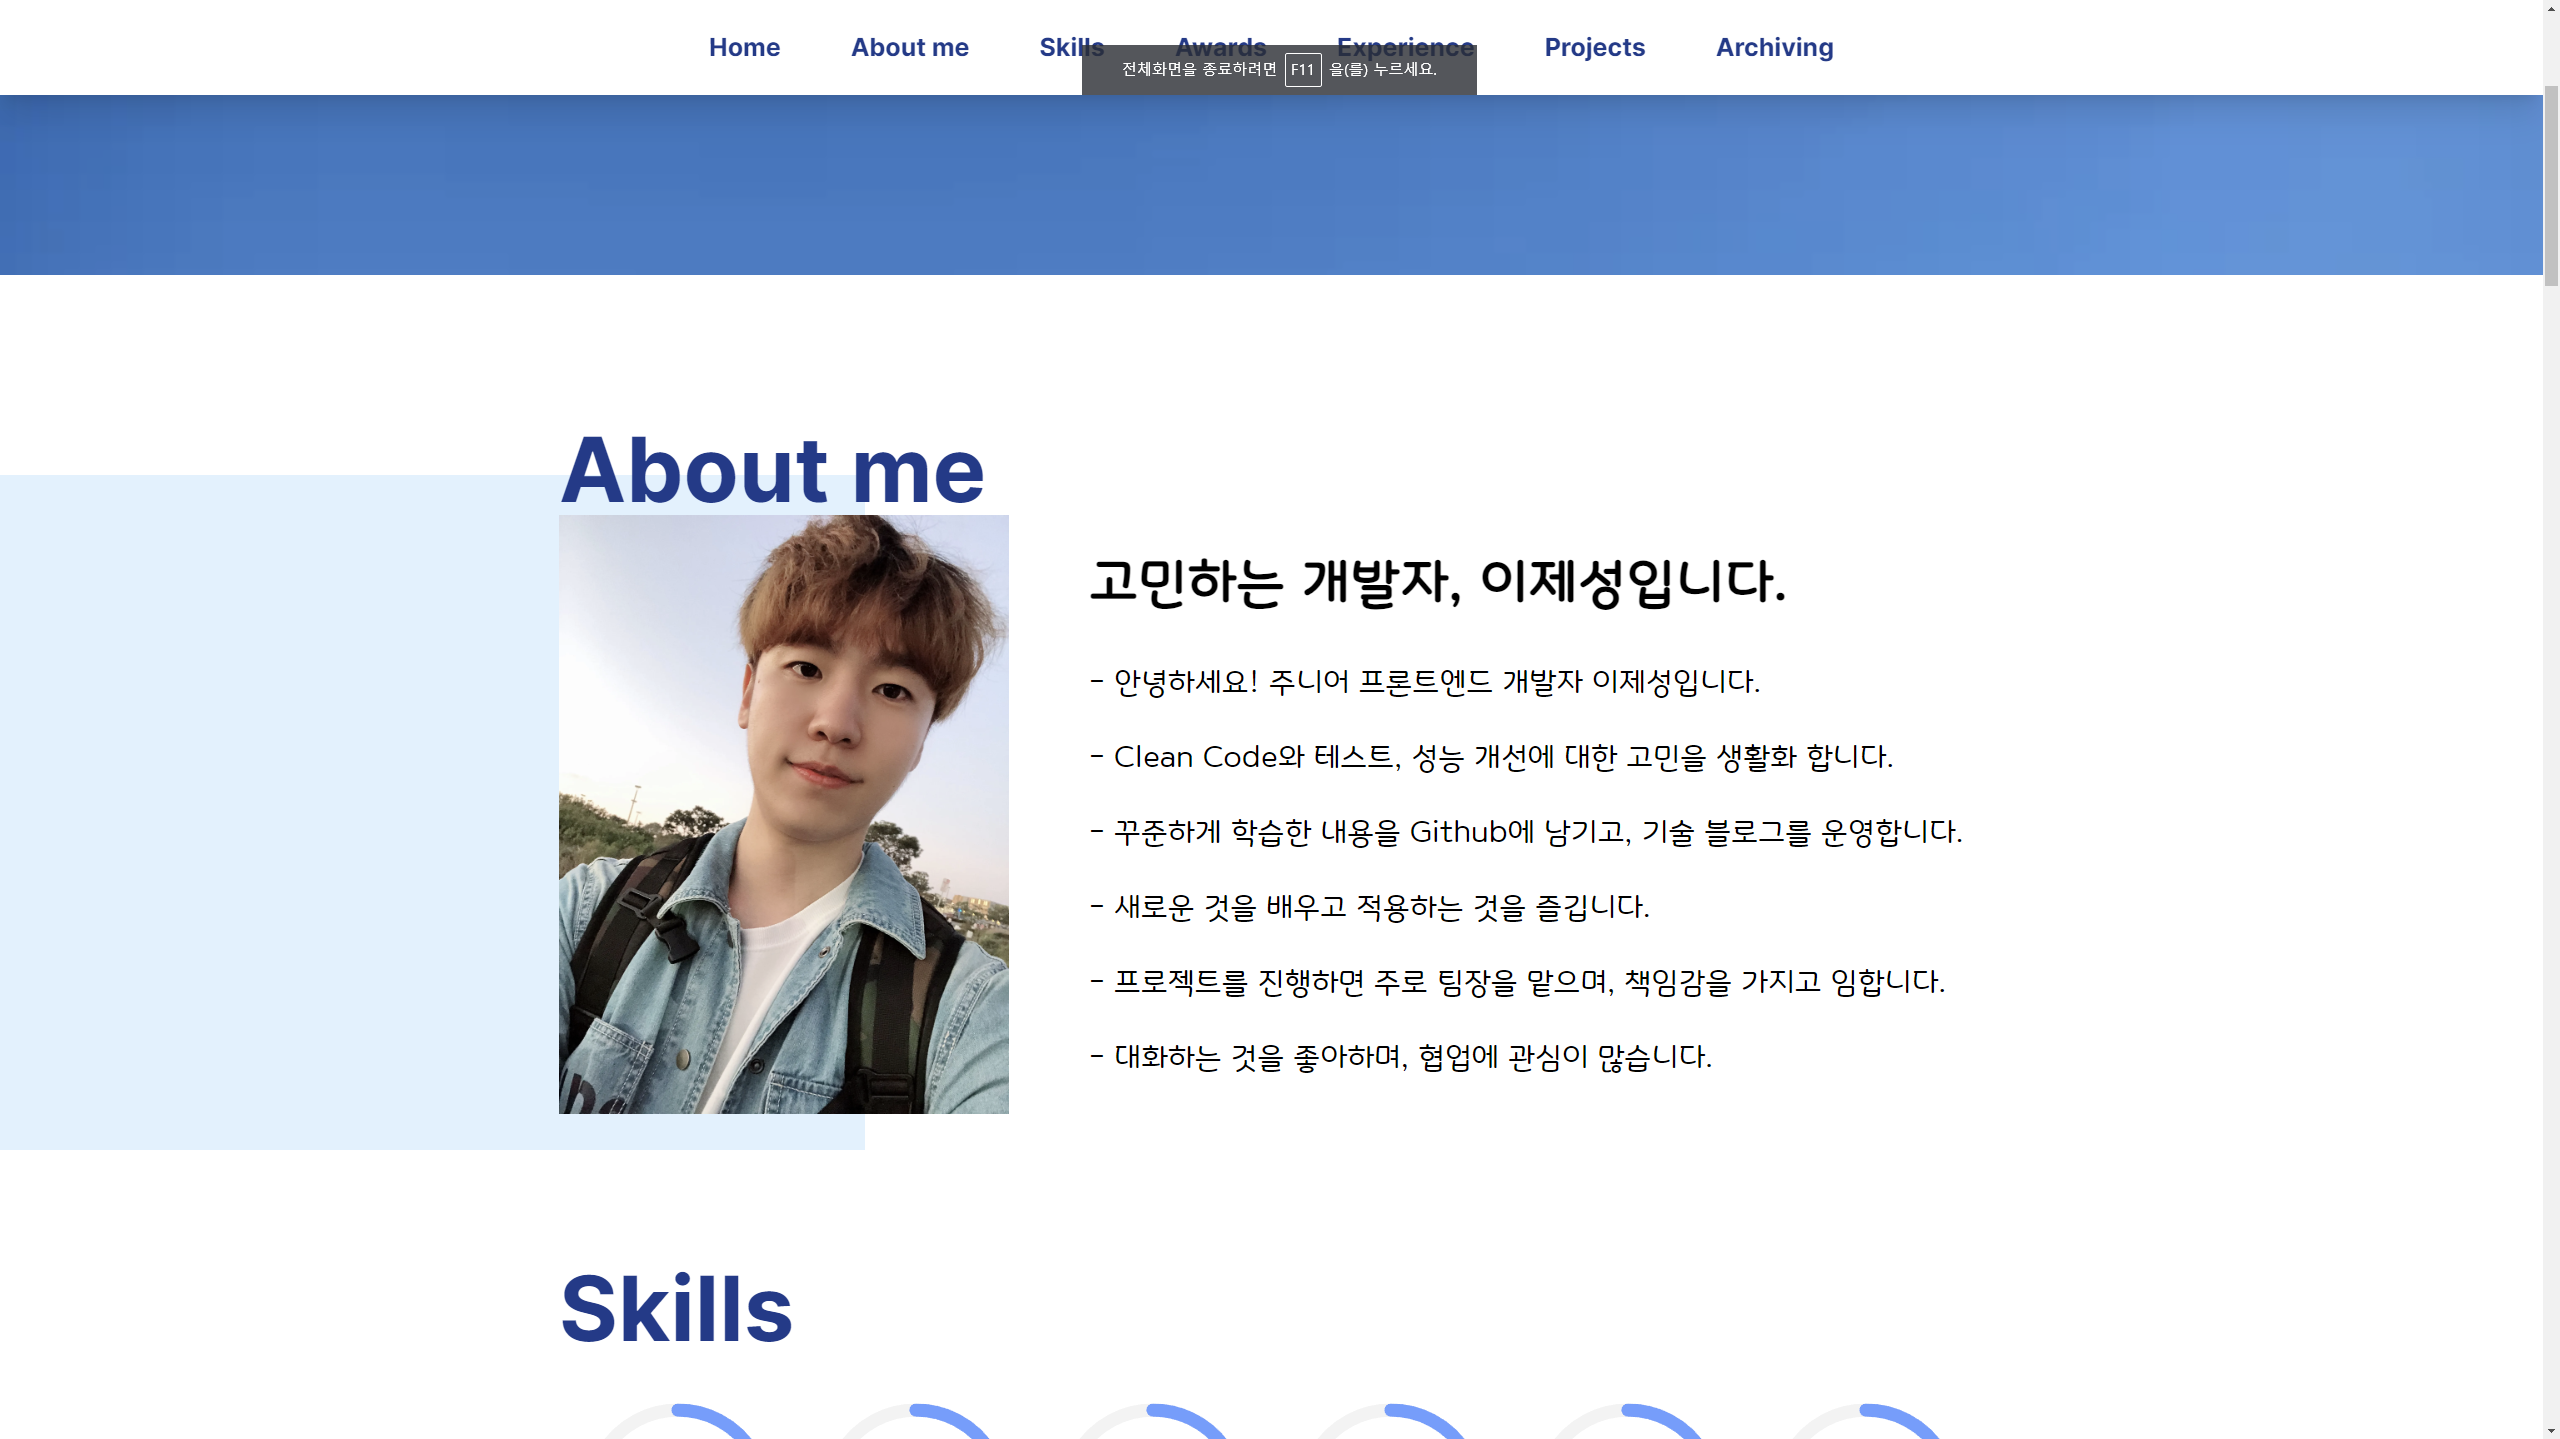 Home About me Skills Awards Experience Projects Archiving
전체화면을 종료하려면 F11 을(를) 누르세요.
About me
고민하는 개발자, 이제성입니다.
- 안녕하세요! 주니어 프론트엔드 개발자 이제성입니다.
- Clean Code와 테스트, 성능 개선에 대한 고민을 생활화 합니다.
- 꾸준하게 학습한 내용을 Github에 남기고, 기술 블로그를 운영합니다.
- 새로운 것을 배우고 적용하는 것을 즐깁니다.
- 프로젝트를 진행하면 주로 팀장을 맡으며, 책임감을 가지고 임합니다.
- 대화하는 것을 좋아하며, 협업에 관심이 많습니다.
Skills